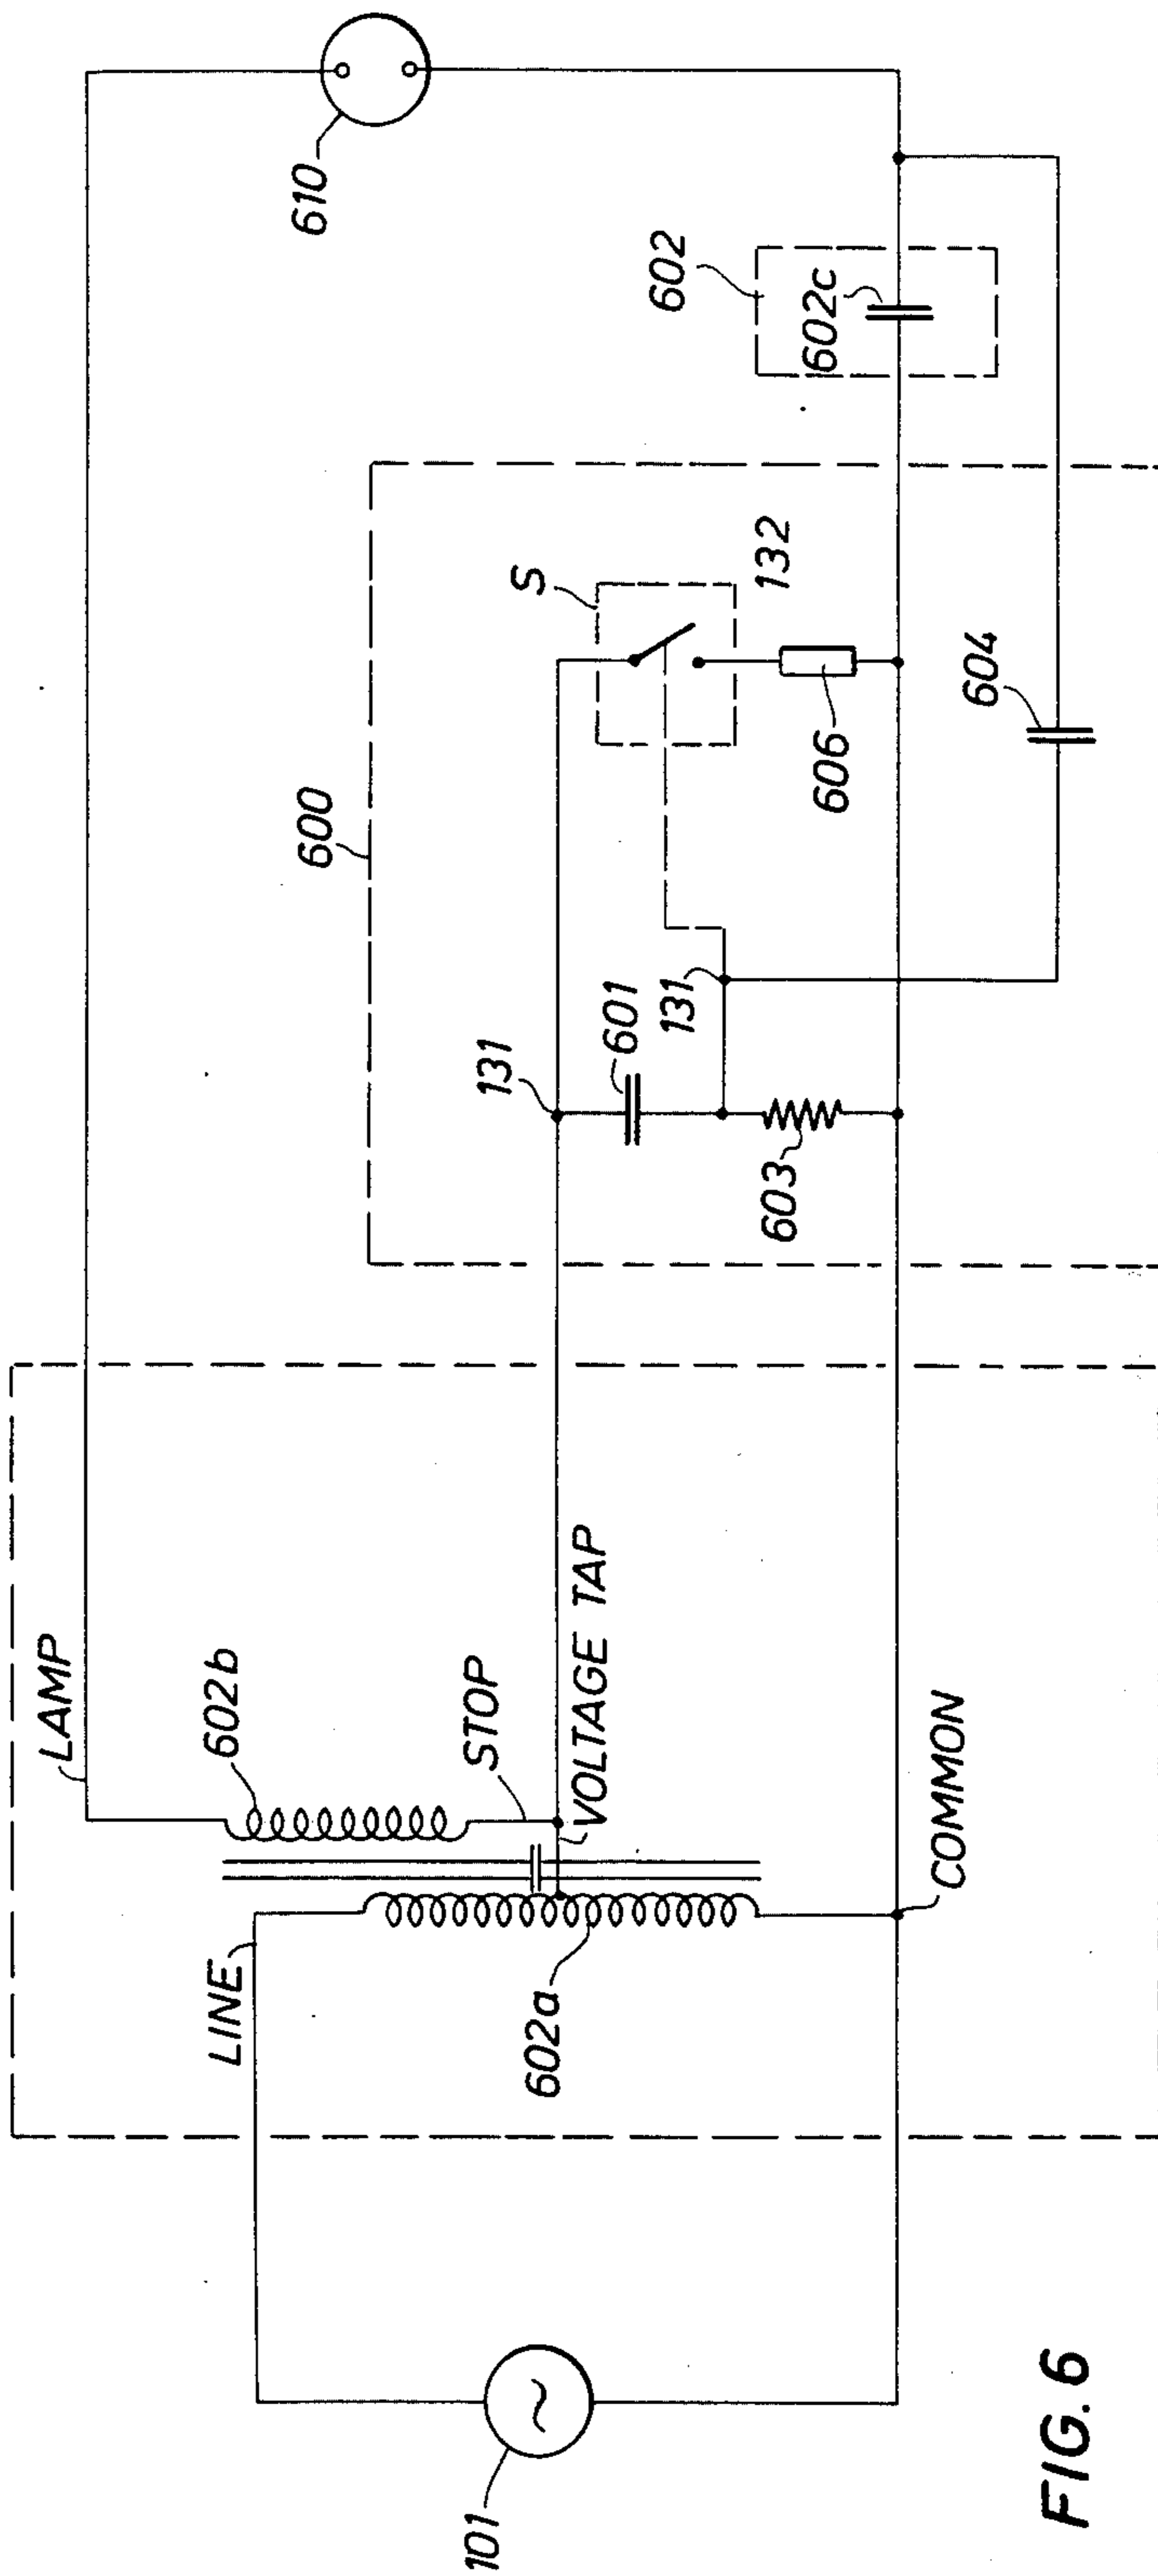 LAMP
602b
STOP
LINE
602a
VOLTAGE TAP
COMMON
101
600
131
601
131
603
S
132
606
604
602
602c
610
FIG. 6